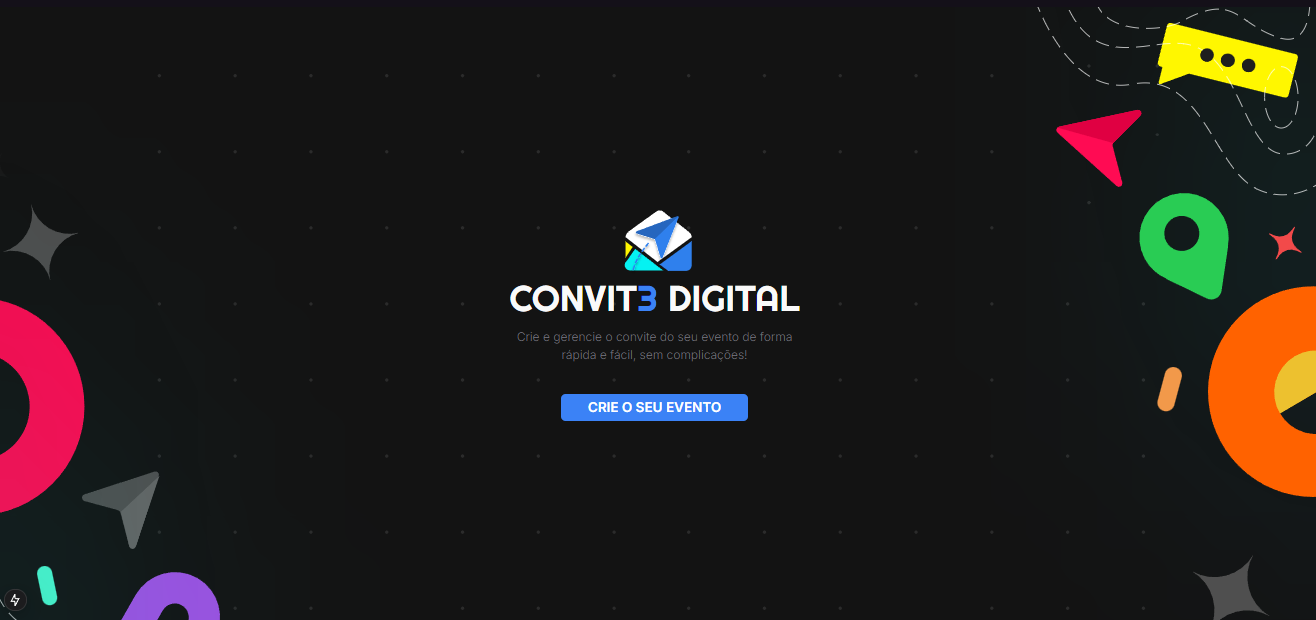 CONVIT3 DIGITAL
Crie e gerencie o convite do seu evento de forma
rápida e fácil, sem complicações!
CRIE O SEU EVENTO